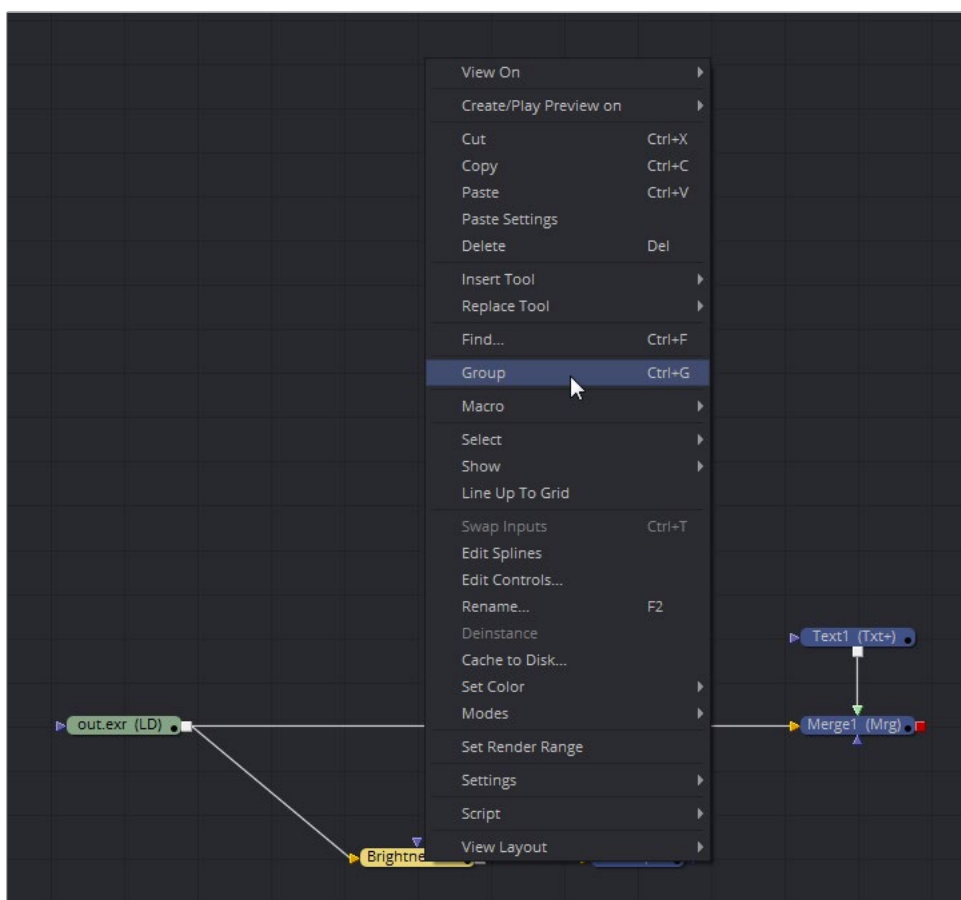 View On
Create/Play Preview on
Cut Ctrl+X
Copy Ctrl+C
Paste Ctrl+V
Paste Settings
Delete Del
Insert Tool
Replace Tool
Find... Ctrl+F
Group Ctrl+G
Macro
Select
Show
Line Up To Grid
Swap Inputs Ctrl+T
Edit Splines
Edit Controls...
Rename... F2
Deinstance
Cache to Disk...
Set Color
Modes
Set Render Range
Settings
Script
View Layout
Text1 (Txt+)
out.exr (LD)
Merge1 (Mrg)
Brightne